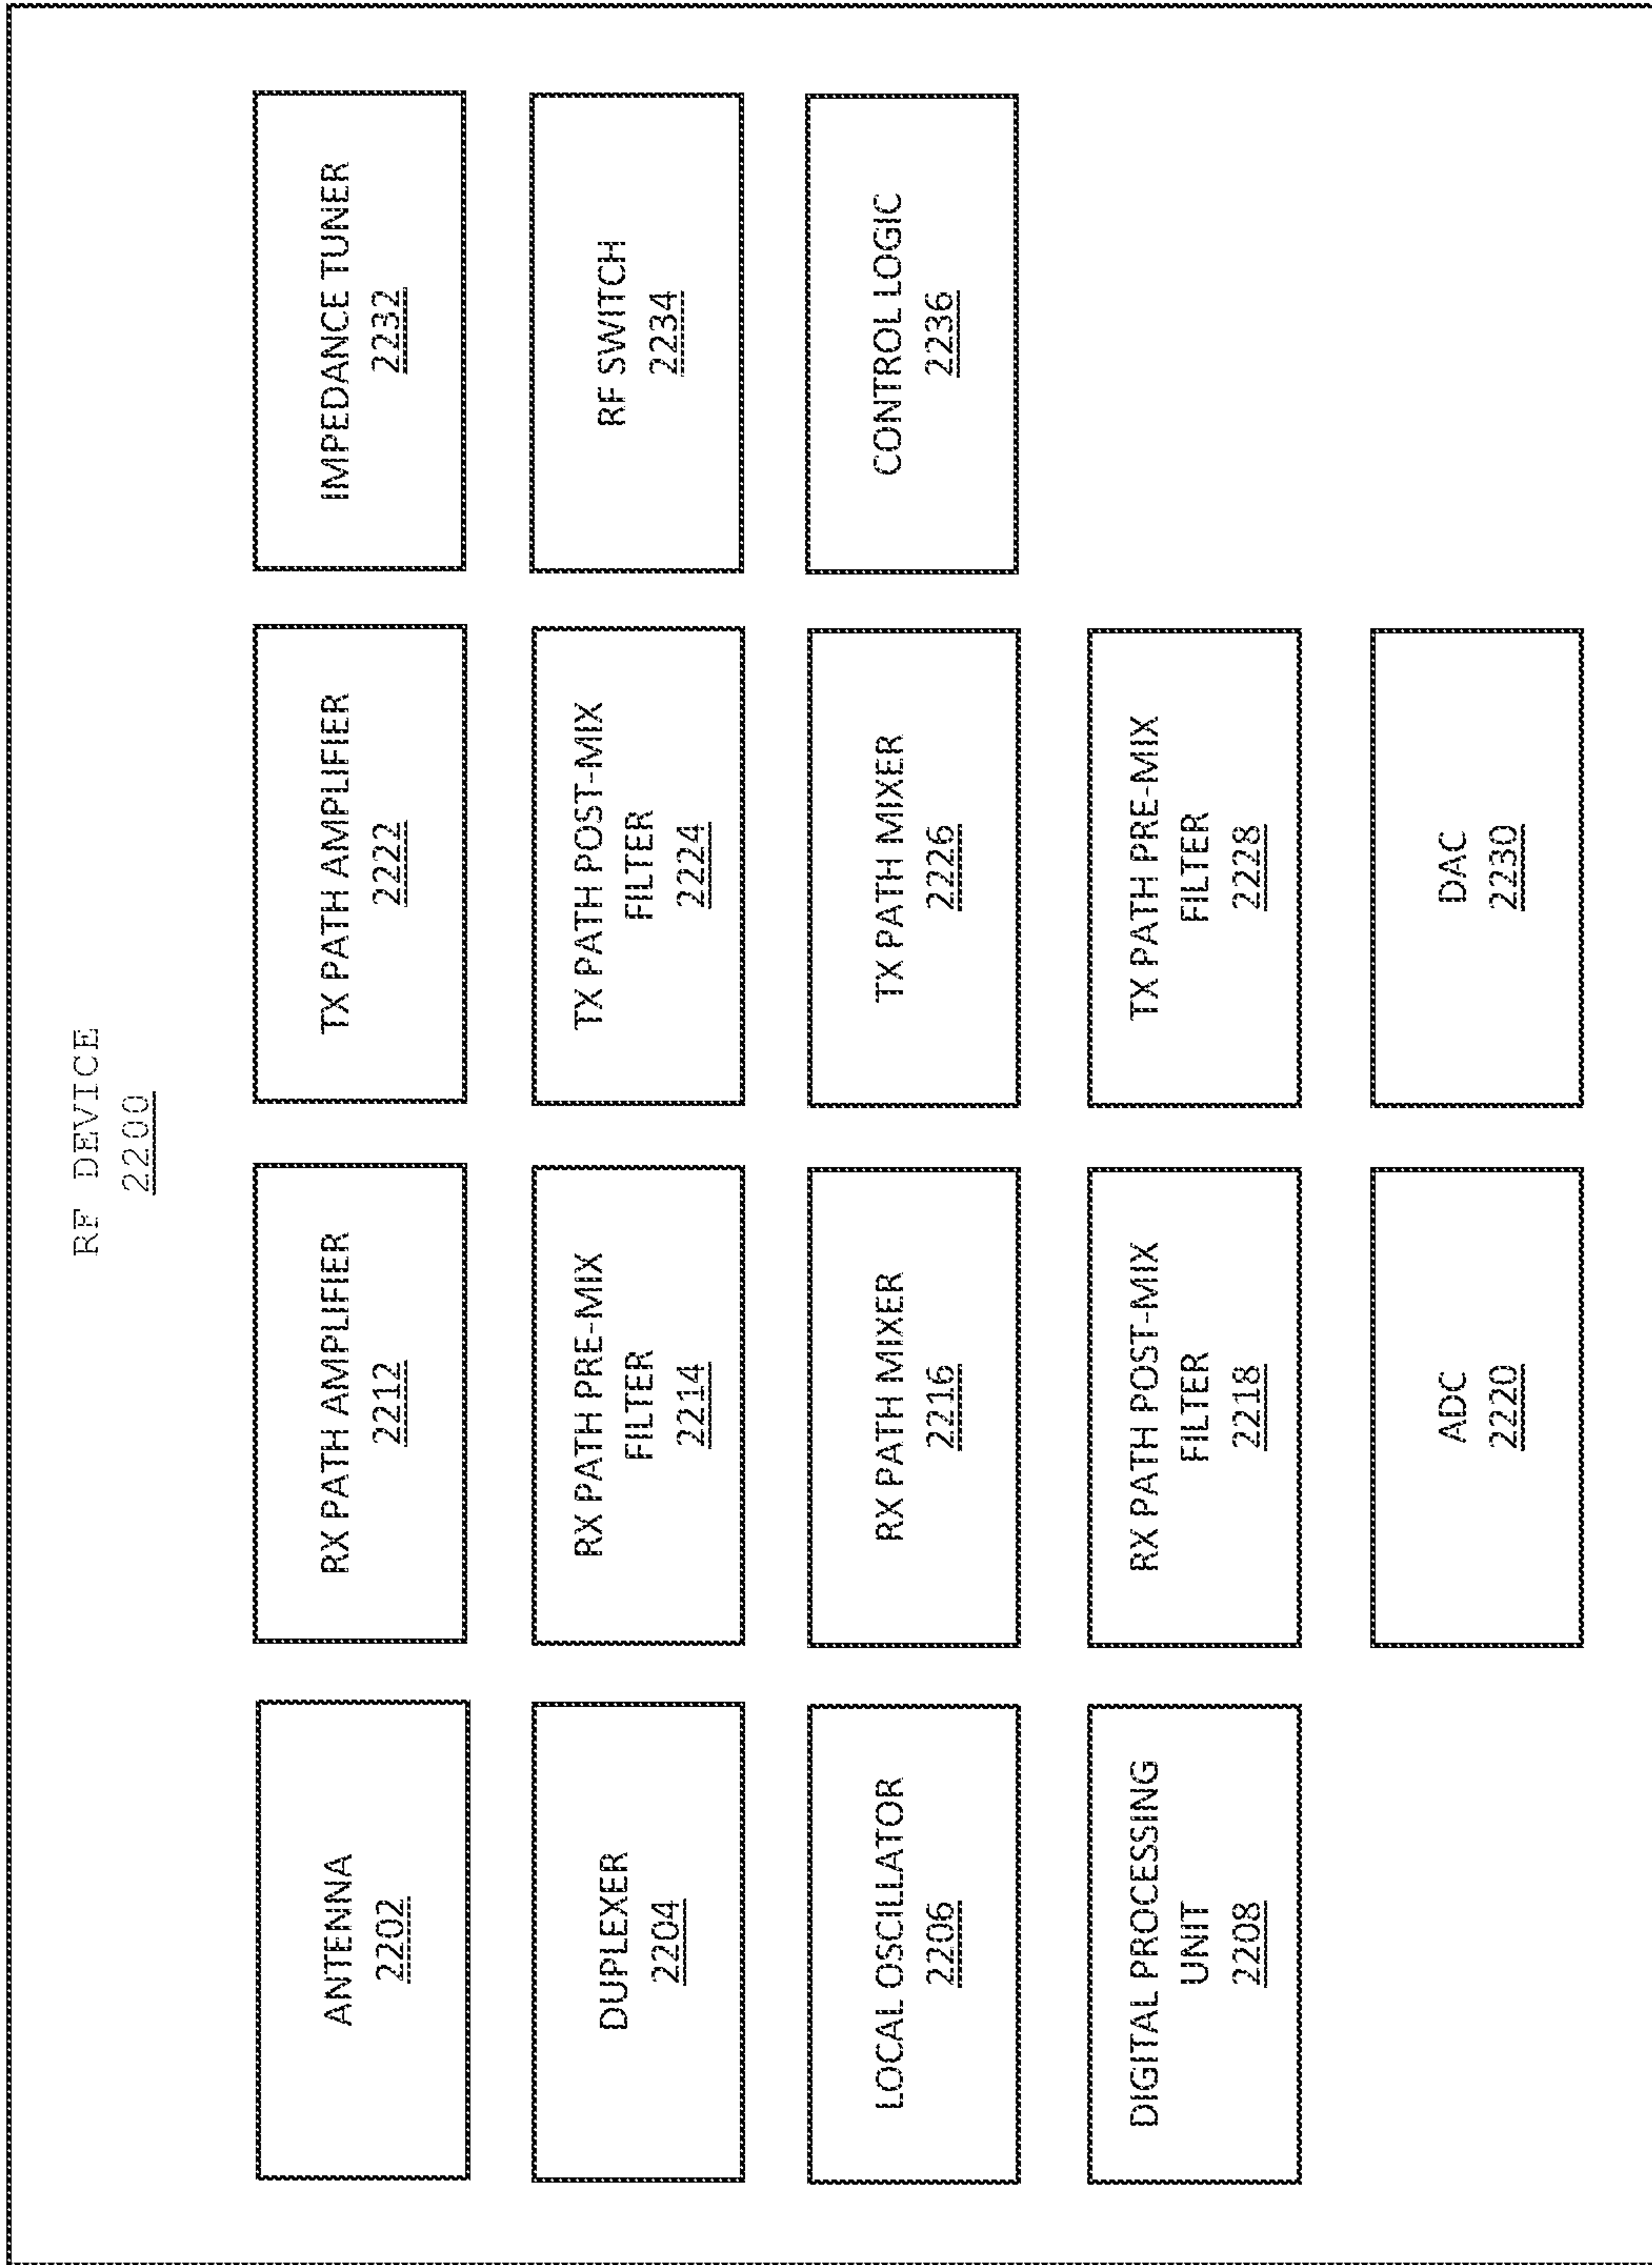 RF DEVICE
2200
ANTENNA
2202
DUPLEXER
2204
LOCAL OSCILLATOR
2206
DIGITAL PROCESSING
UNIT
2208
RX PATH AMPLIFIER
2212
RX PATH PRE-MIX
FILTER
2214
RX PATH MIXER
2216
RX PATH POST-MIX
FILTER
2218
ADC
2220
TX PATH AMPLIFIER
2222
TX PATH POST-MIX
FILTER
2224
TX PATH MIXER
2226
TX PATH PRE-MIX
FILTER
2228
DAC
2230
IMPEDANCE TUNER
2232
RF SWITCH
2234
CONTROL LOGIC
2236